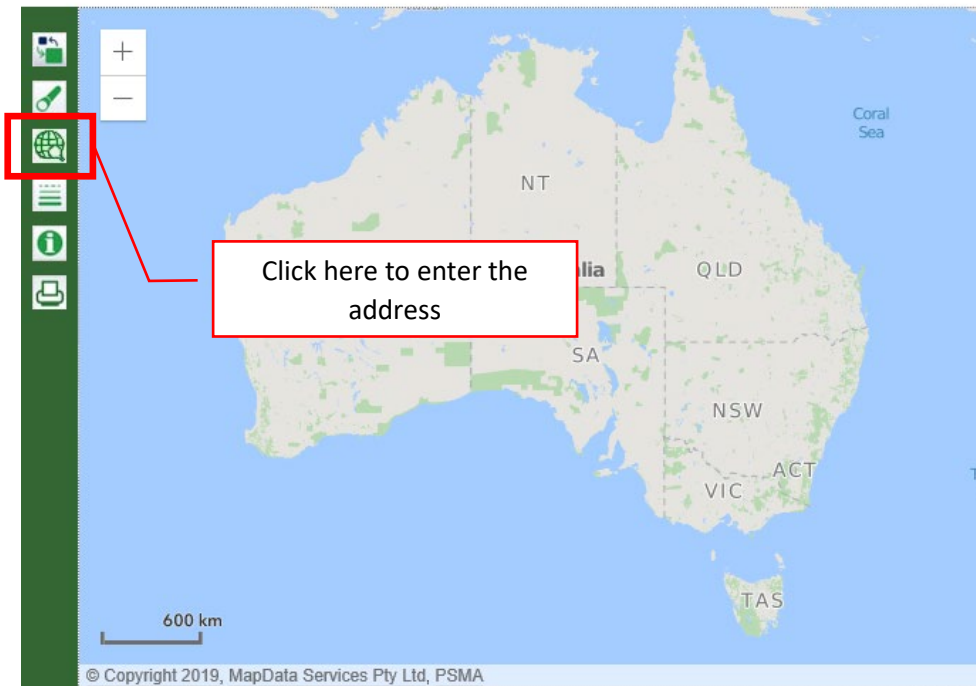 +
−
Coral
Sea
NT
Click here to enter the
address
lia
QLD
SA
NSW
ACT
VIC
T
TAS
600 km
© Copyright 2019, MapData Services Pty Ltd, PSMA